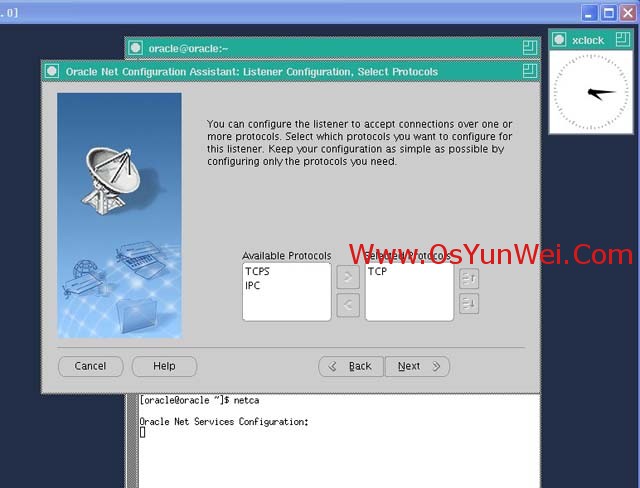 .0]
oracle@oracle:~
xclock
Oracle Net Configuration Assistant: Listener Configuration, Select Protocols
You can configure the listener to accept connections over one or
more protocols. Select which protocols you want to configure for
this listener. Keep your configuration as simple as possible by
configuring only the protocols you need.
Www.OsYunWei.Com
Available Protocols
Selected Protocols
TCPS
IPC
TCP
Cancel
Help
Back
Next
[oracle@oracle ~]$ netca
Oracle Net Services Configuration: